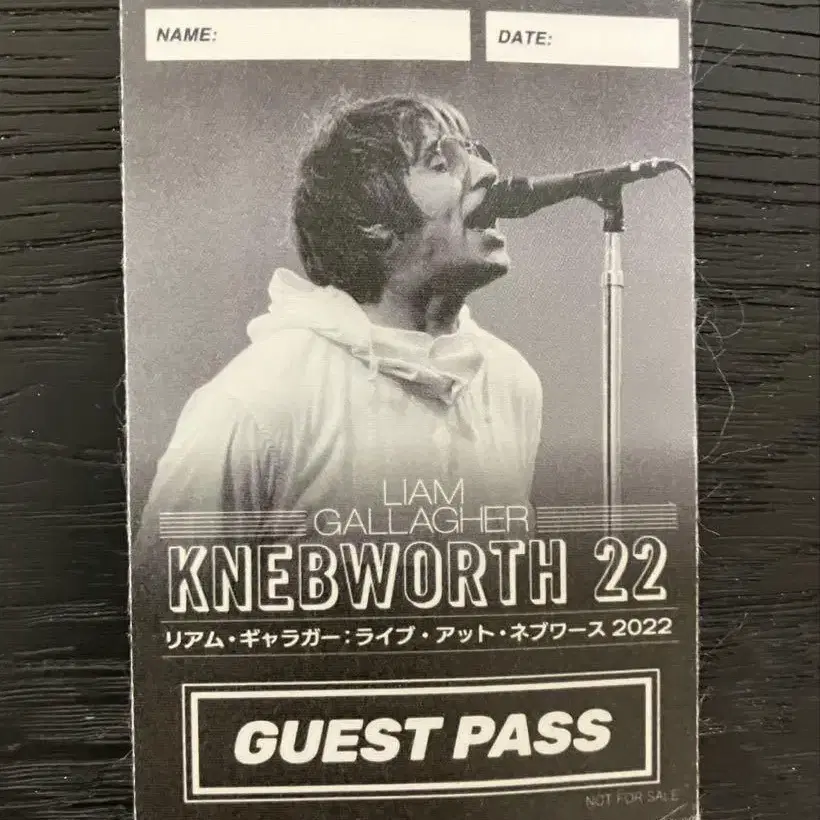 NAME:
DATE:
LIAM
GALLAGHER
KNEBWORTH 22
リアム・ギャラガー:ライブ・アット・ネブワース 2022
GUEST PASS
NOT FOR SALE